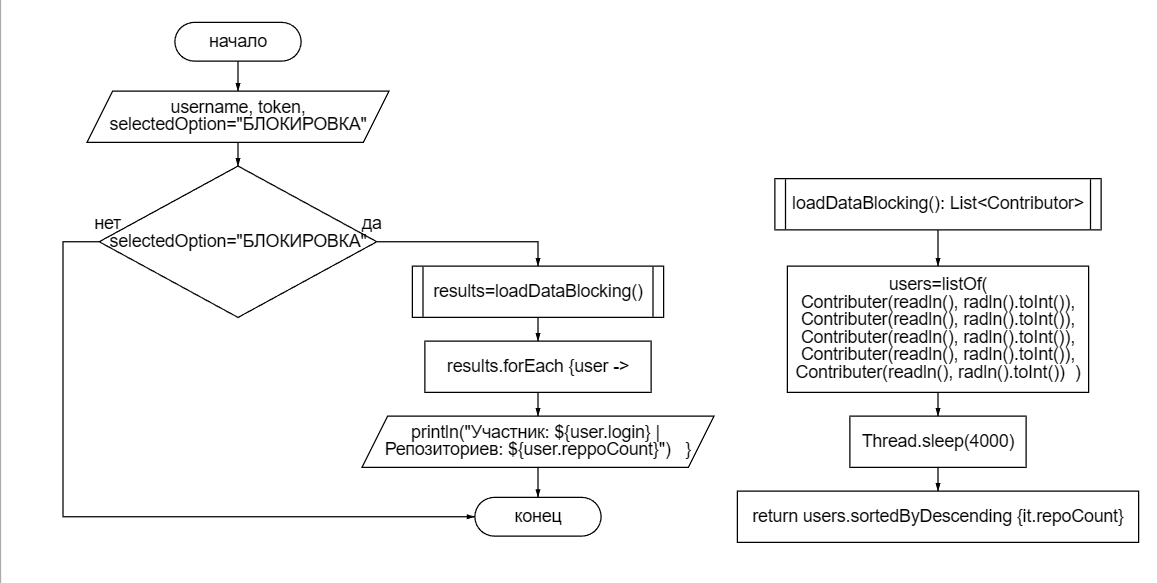 начало
username, token,
selectedOption="БЛОКИРОВКА"
нет
да
selectedOption="БЛОКИРОВКА"
results=loadDataBlocking()
results.forEach {user ->
println("Участник: ${user.login} |
Репозиториев: ${user.reppoCount}") }
конец
loadDataBlocking(): List<Contributor>
users=listOf(
Contributer(readln(), radln().toInt()),
Contributer(readln(), radln().toInt()),
Contributer(readln(), radln().toInt()),
Contributer(readln(), radln().toInt()),
Contributer(readln(), radln().toInt()) )
Thread.sleep(4000)
return users.sortedByDescending {it.repoCount}